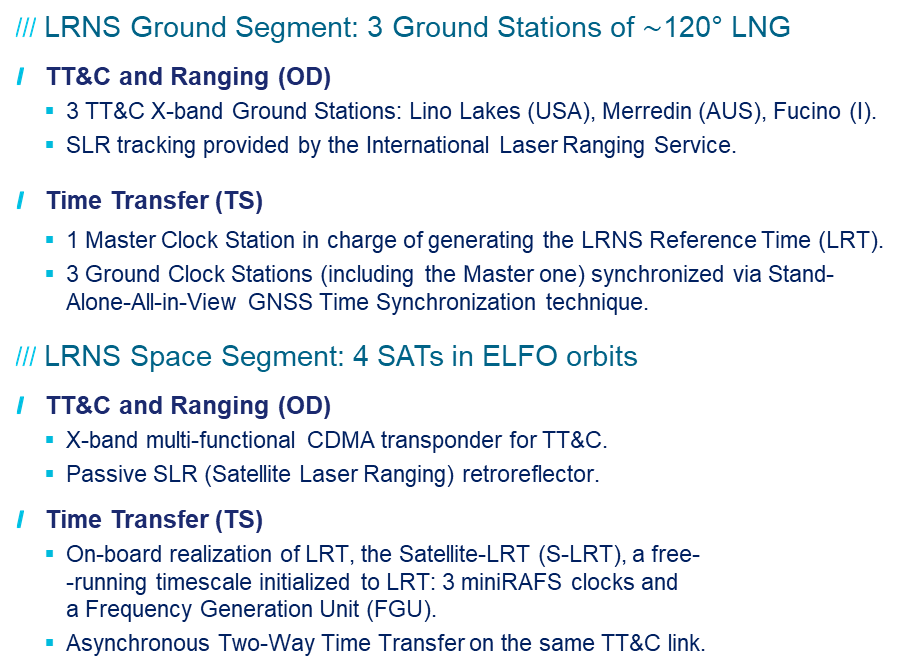 /// LRNS Ground Segment: 3 Ground Stations of ~120° LNG
/ TT&C and Ranging (OD)
▪ 3 TT&C X-band Ground Stations: Lino Lakes (USA), Merredin (AUS), Fucino (I).
▪ SLR tracking provided by the International Laser Ranging Service.
/ Time Transfer (TS)
▪ 1 Master Clock Station in charge of generating the LRNS Reference Time (LRT).
▪ 3 Ground Clock Stations (including the Master one) synchronized via Stand-
Alone-All-in-View GNSS Time Synchronization technique.
/// LRNS Space Segment: 4 SATs in ELFO orbits
/ TT&C and Ranging (OD)
▪ X-band multi-functional CDMA transponder for TT&C.
▪ Passive SLR (Satellite Laser Ranging) retroreflector.
/ Time Transfer (TS)
▪ On-board realization of LRT, the Satellite-LRT (S-LRT), a free-
-running timescale initialized to LRT: 3 miniRAFS clocks and
a Frequency Generation Unit (FGU).
▪ Asynchronous Two-Way Time Transfer on the same TT&C link.